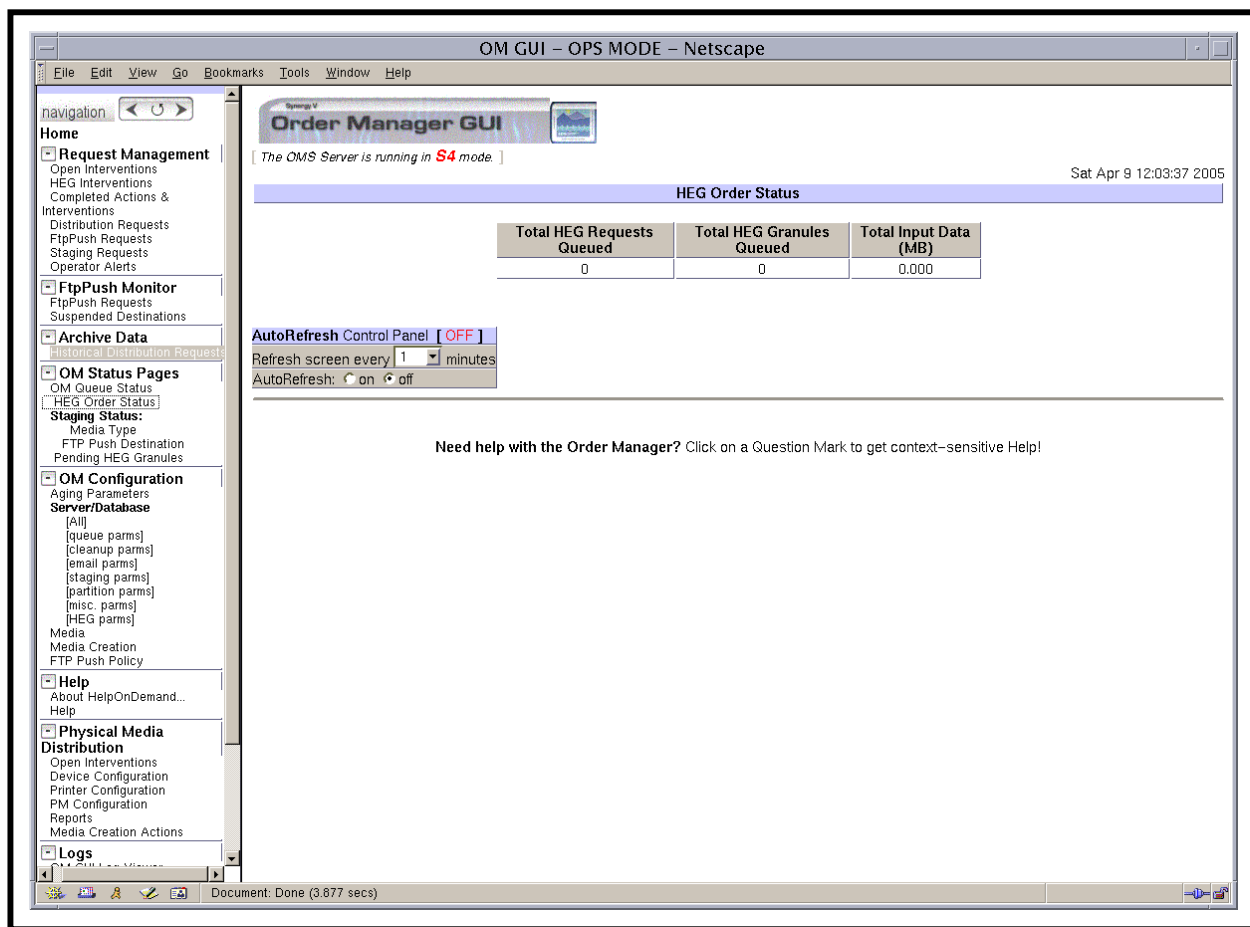 OM GUI – OPS MODE – Netscape
File Edit View Go Bookmarks Tools Window Help
navigation
Home
Request Management
Open Interventions
HEG Interventions
Completed Actions &
Interventions
Distribution Requests
FtpPush Requests
Staging Requests
Operator Alerts
FtpPush Monitor
FtpPush Requests
Suspended Destinations
Archive Data
Historical Distribution Requests
OM Status Pages
OM Queue Status
HEG Order Status
Staging Status:
Media Type
FTP Push Destination
Pending HEG Granules
OM Configuration
Aging Parameters
Server/Database
[All]
[queue parms]
[cleanup parms]
[email parms]
[staging parms]
[partition parms]
[misc. parms]
[HEG parms]
Media
Media Creation
FTP Push Policy
Help
About HelpOnDemand...
Help
Physical Media
Distribution
Open Interventions
Device Configuration
Printer Configuration
PM Configuration
Reports
Media Creation Actions
Logs
OM GUI Log Viewer
Synergy V
Order Manager GUI
[ The OMS Server is running in S4 mode. ]
Sat Apr 9 12:03:37 2005
HEG Order Status
Total HEG Requests Queued Total HEG Granules Queued Total Input Data (MB)
0 0 0.000
AutoRefresh Control Panel [ OFF ]
Refresh screen every 1 minutes
AutoRefresh: on off
Need help with the Order Manager? Click on a Question Mark to get context–sensitive Help!
Document: Done (3.877 secs)